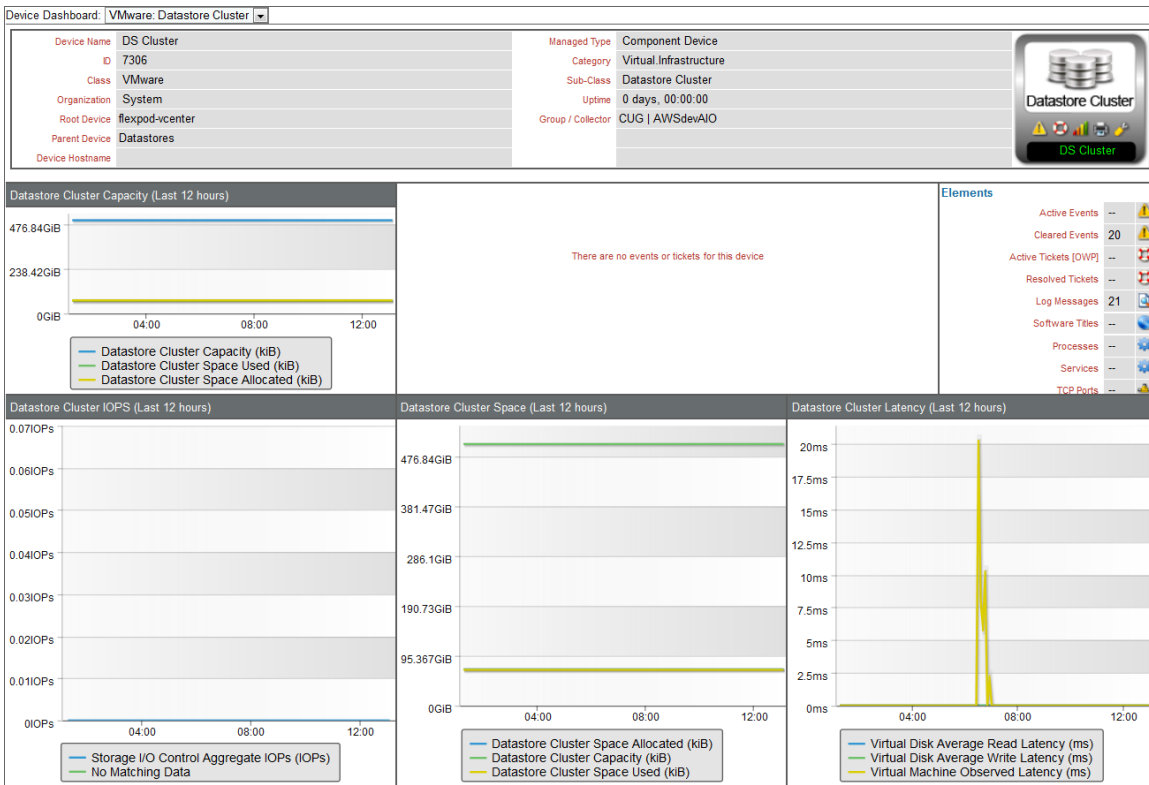 Device Dashboard: VMware: Datastore Cluster
Device Name DS Cluster
ID 7306
Class VMware
Organization System
Root Device flexpod-vcenter
Parent Device Datastores
Device Hostname
Managed Type Component Device
Category Virtual.Infrastructure
Sub-Class Datastore Cluster
Uptime 0 days, 00:00:00
Group / Collector CUG | AWSdevAIO
Datastore Cluster
DS Cluster
Datastore Cluster Capacity (Last 12 hours)
476.84GiB
238.42GiB
0GiB
04:00 08:00 12:00
Datastore Cluster Capacity (kiB)
Datastore Cluster Space Used (kiB)
Datastore Cluster Space Allocated (kiB)
There are no events or tickets for this device
Elements
Active Events --
Cleared Events 20
Active Tickets [OWP] --
Resolved Tickets --
Log Messages 21
Software Titles --
Processes --
Services --
TCP Ports --
Datastore Cluster IOPS (Last 12 hours)
0.07IOPs
0.06IOPs
0.05IOPs
0.04IOPs
0.03IOPs
0.02IOPs
0.01IOPs
0IOPs
04:00 08:00 12:00
Storage I/O Control Aggregate IOPs (IOPs)
No Matching Data
Datastore Cluster Space (Last 12 hours)
476.84GiB
381.47GiB
286.1GiB
190.73GiB
95.367GiB
0GiB
04:00 08:00 12:00
Datastore Cluster Space Allocated (kiB)
Datastore Cluster Capacity (kiB)
Datastore Cluster Space Used (kiB)
Datastore Cluster Latency (Last 12 hours)
20ms
17.5ms
15ms
12.5ms
10ms
7.5ms
5ms
2.5ms
0ms
04:00 08:00 12:00
Virtual Disk Average Read Latency (ms)
Virtual Disk Average Write Latency (ms)
Virtual Machine Observed Latency (ms)